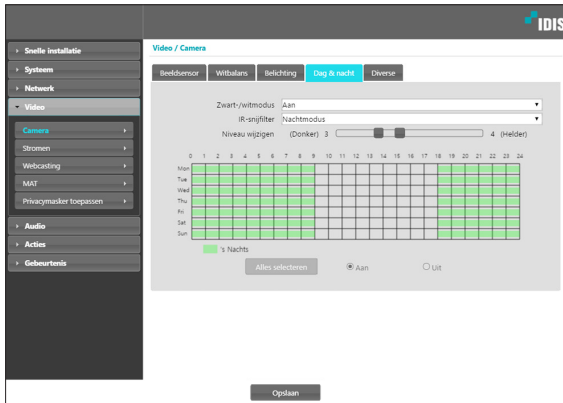 IDIS
Snelle installatie
Systeem
Netwerk
Video
Camera
Stromen
Webcasting
MAT
Privacymasker toepassen
Audio
Acties
Gebeurtenis
Video / Camera
Beeldsensor Witbalans Belichting Dag & nacht Diverse
Zwart-/witmodus Aan
IR-snijfilter Nachtmodus
Niveau wijzigen (Donker) 3 4 (Helder)
0 1 2 3 4 5 6 7 8 9 10 11 12 13 14 15 16 17 18 19 20 21 22 23 24
Mon
Tue
Wed
Thu
Fri
Sat
Sun
's Nachts
Alles selecteren Aan Uit
Opslaan